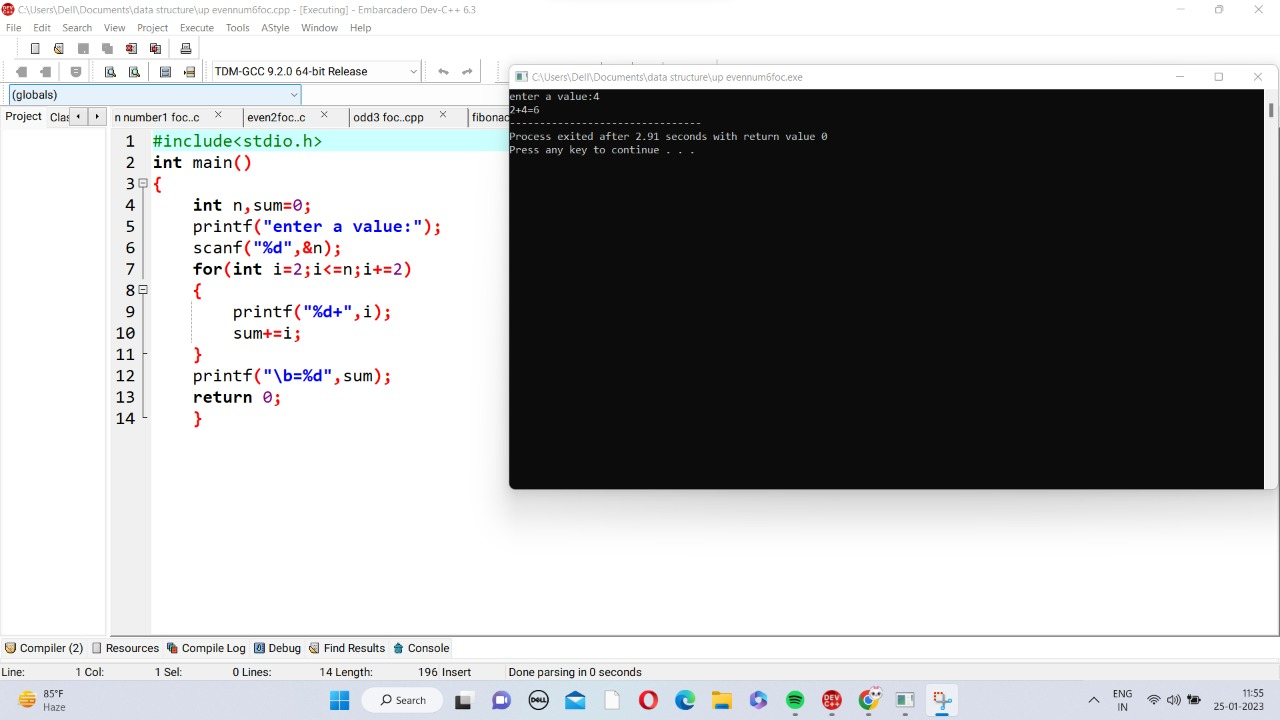 C:\Users\Dell\Documents\data structure\up evennum6foc.cpp - [Executing] - Embarcadero Dev-C++ 6.3
File Edit Search View Project Execute Tools AStyle Window Help
TDM-GCC 9.2.0 64-bit Release
(globals)
Project Clas n number1 foc..c even2foc..c odd3 foc..cpp fibonac
1 #include<stdio.h>
2 int main()
3 {
4 int n,sum=0;
5 printf("enter a value:");
6 scanf("%d",&n);
7 for(int i=2;i<=n;i+=2)
8 {
9 printf("%d+",i);
10 sum+=i;
11 }
12 printf("\b=%d",sum);
13 return 0;
14 }
C:\Users\Dell\Documents\data structure\up evennum6foc.exe
enter a value:4
2+4=6
--------------------------------
Process exited after 2.91 seconds with return value 0
Press any key to continue . . .
Compiler (2) Resources Compile Log Debug Find Results Console
Line: 1 Col: 1 Sel: 0 Lines: 14 Length: 196 Insert Done parsing in 0 seconds
85°F
Haze
Search
DELL
DEV
C++
ENG
IN
11:55
25-01-2023